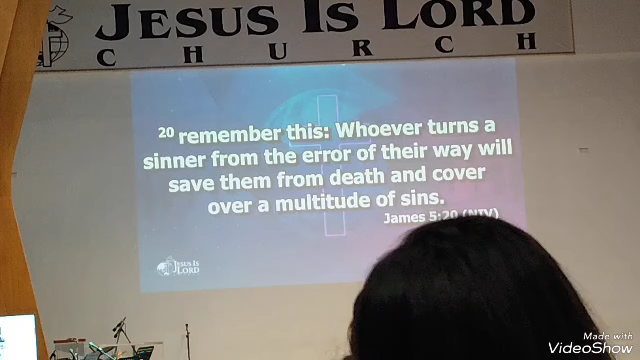 JESUS IS LORD
CHURCH
20 remember this: Whoever turns a
sinner from the error of their way will
save them from death and cover
over a multitude of sins.
James 5:20 (NIV)
JESUS IS
LORD
Made with
VideoShow